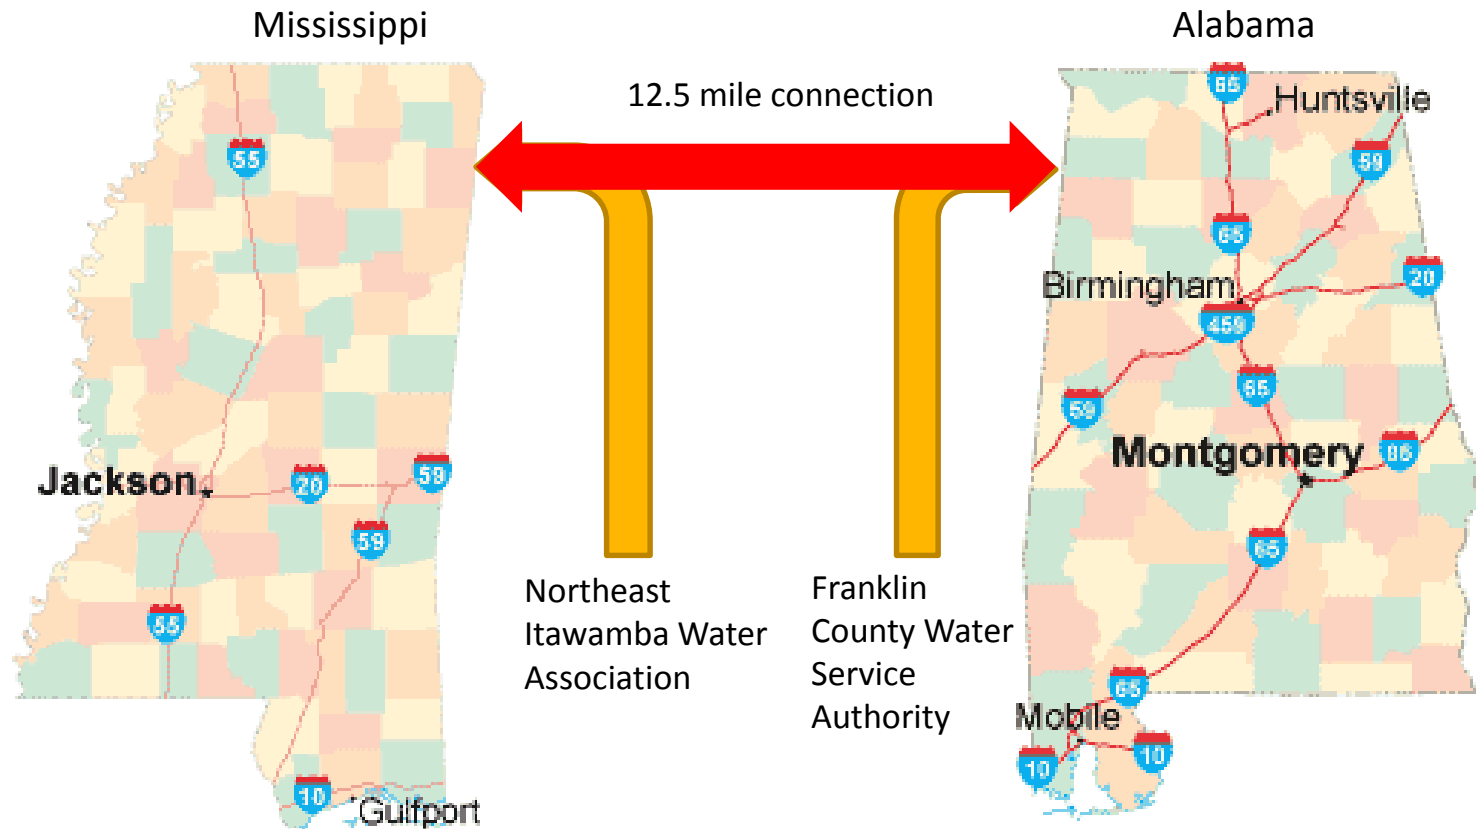 Mississippi
Alabama
12.5 mile connection
65
Huntsville
55
59
65
20
Birmingham
459
65
59
Montgomery
85
59
20
Jackson
59
65
55
Northeast
Itawamba Water
Association
Franklin
County Water
Service
Authority
65
Mobile
10
10
10
Gulfport